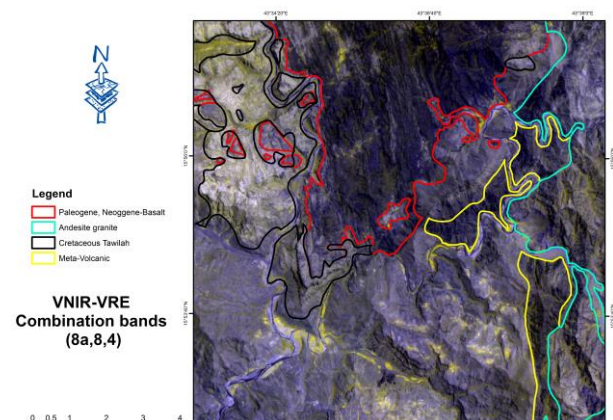 N
Legend
Paleogene, Neoggene-Basalt
Andesite granite
Cretaceous Tawilah
Meta-Volcanic
VNIR-VRE
Combination bands
(8a,8,4)
0 0.5 1 2 3 4